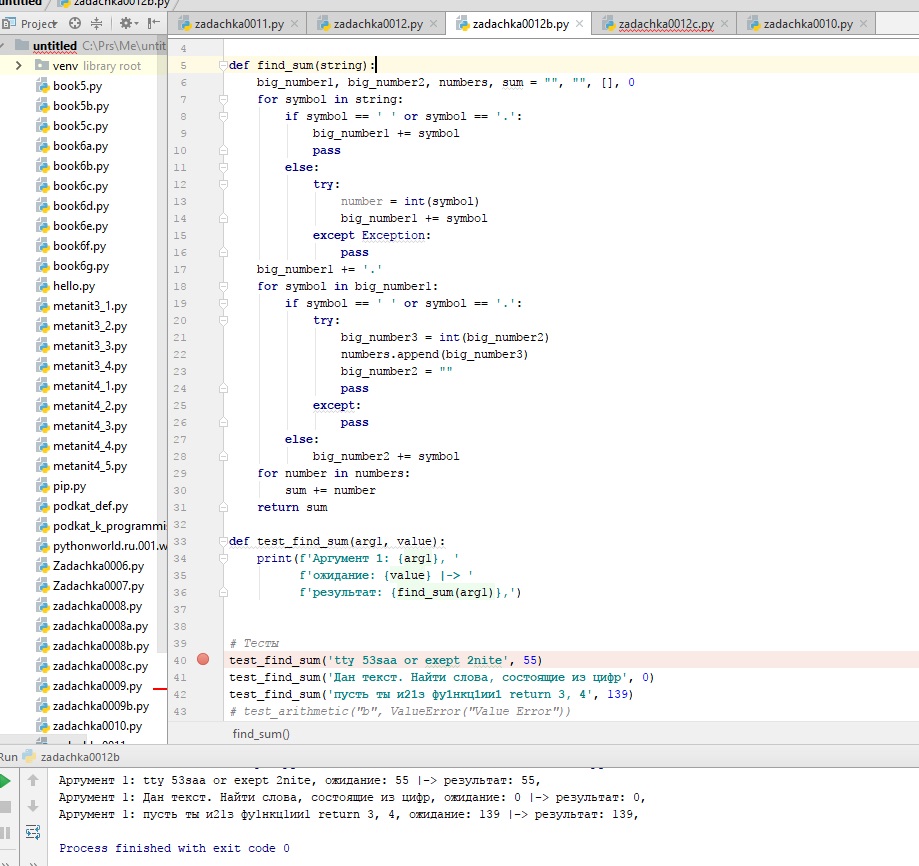 untitled zadachka0012b.py
Project zadachka0011.py zadachka0012.py zadachka0012b.py zadachka0012c.py zadachka0010.py
untitled C:\Prs\Me\untit
venv library root
book5.py
book5b.py
book5c.py
book6a.py
book6b.py
book6c.py
book6d.py
book6e.py
book6f.py
book6g.py
hello.py
metanit3_1.py
metanit3_2.py
metanit3_3.py
metanit3_4.py
metanit4_1.py
metanit4_2.py
metanit4_3.py
metanit4_4.py
metanit4_5.py
pip.py
podkat_def.py
podkat_k_programmi
pythonworld.ru.001.w
Zadachka0006.py
Zadachka0007.py
zadachka0008.py
zadachka0008a.py
zadachka0008b.py
zadachka0008c.py
zadachka0009.py
zadachka0009b.py
zadachka0010.py
4
5 def find_sum(string):
6 big_number1, big_number2, numbers, sum = "", "", [], 0
7 for symbol in string:
8 if symbol == ' ' or symbol == '.':
9 big_number1 += symbol
10 pass
11 else:
12 try:
13 number = int(symbol)
14 big_number1 += symbol
15 except Exception:
16 pass
17 big_number1 += '.'
18 for symbol in big_number1:
19 if symbol == ' ' or symbol == '.':
20 try:
21 big_number3 = int(big_number2)
22 numbers.append(big_number3)
23 big_number2 = ""
24 pass
25 except:
26 pass
27 else:
28 big_number2 += symbol
29 for number in numbers:
30 sum += number
31 return sum
32
33 def test_find_sum(arg1, value):
34 print(f'Аргумент 1: {arg1}, '
35 f'ожидание: {value} |-> '
36 f'результат: {find_sum(arg1)},')
37
38
39 # Тесты
40 test_find_sum('tty 53saa or exept 2nite', 55)
41 test_find_sum('Дан текст. Найти слова, состоящие из цифр', 0)
42 test_find_sum('пусть ты и21з фу1нкц1ии1 return 3, 4', 139)
43 # test_arithmetic("b", ValueError("Value Error"))
find_sum()
Run zadachka0012b
Аргумент 1: tty 53saa or exept 2nite, ожидание: 55 |-> результат: 55,
Аргумент 1: Дан текст. Найти слова, состоящие из цифр, ожидание: 0 |-> результат: 0,
Аргумент 1: пусть ты и21з фу1нкц1ии1 return 3, 4, ожидание: 139 |-> результат: 139,
Process finished with exit code 0